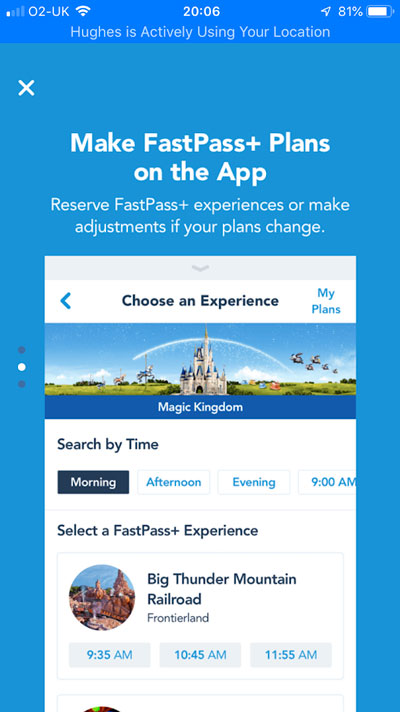 O2-UK 20:06 81%
Hughes is Actively Using Your Location
Make FastPass+ Plans
on the App
Reserve FastPass+ experiences or make
adjustments if your plans change.
Choose an Experience My
Plans
Magic Kingdom
Search by Time
Morning Afternoon Evening 9:00 AM
Select a FastPass+ Experience
Big Thunder Mountain
Railroad
Frontierland
9:35 AM 10:45 AM 11:55 AM